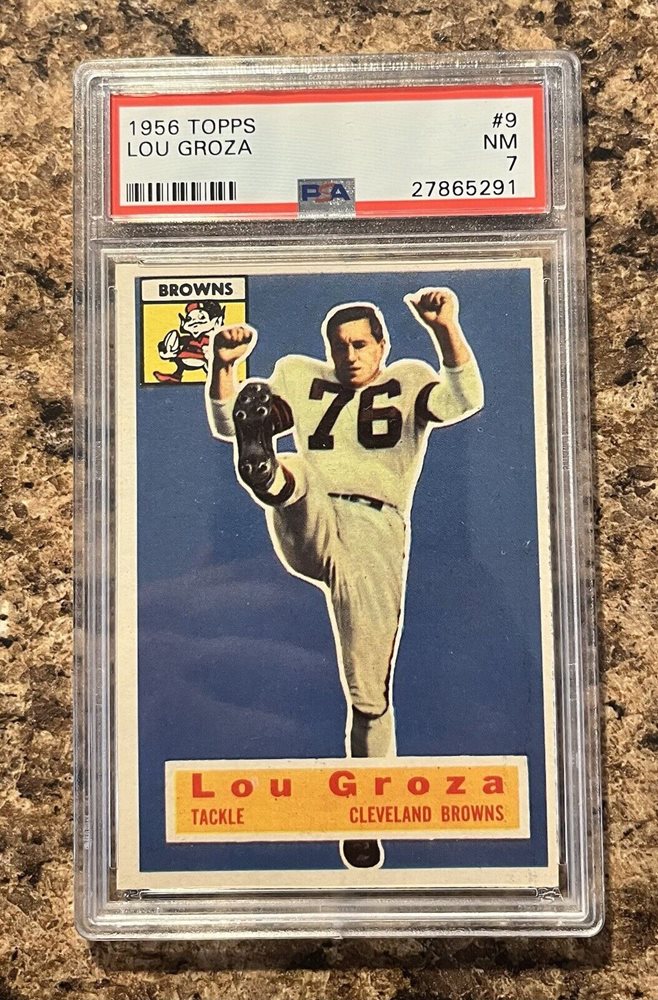 1956 TOPPS #9
LOU GROZA NM
7
PSA 27865291
BROWNS
76
Lou Groza
TACKLE CLEVELAND BROWNS